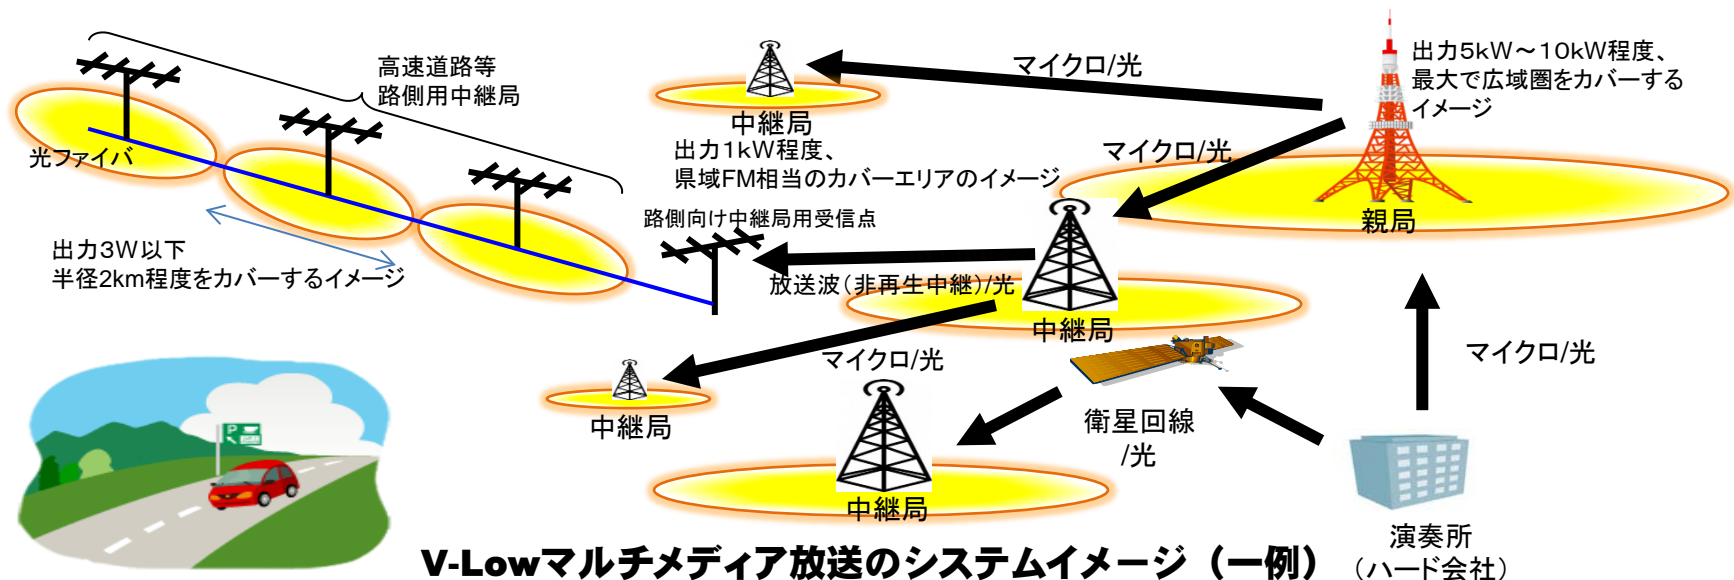 高速道路等
路側用中継局
光ファイバ
出力3W以下
半径2km程度をカバーするイメージ
中継局
出力1kW程度、
県域FM相当のカバーエリアのイメージ
路側向け中継局用受信点
マイクロ/光
マイクロ/光
出力5kW～10kW程度、
最大で広域圏をカバーする
イメージ
親局
放送波(非再生中継)/光
中継局
マイクロ/光
中継局
中継局
衛星回線
/光
マイクロ/光
演奏所
(ハード会社)
P
V-Lowマルチメディア放送のシステムイメージ（一例）